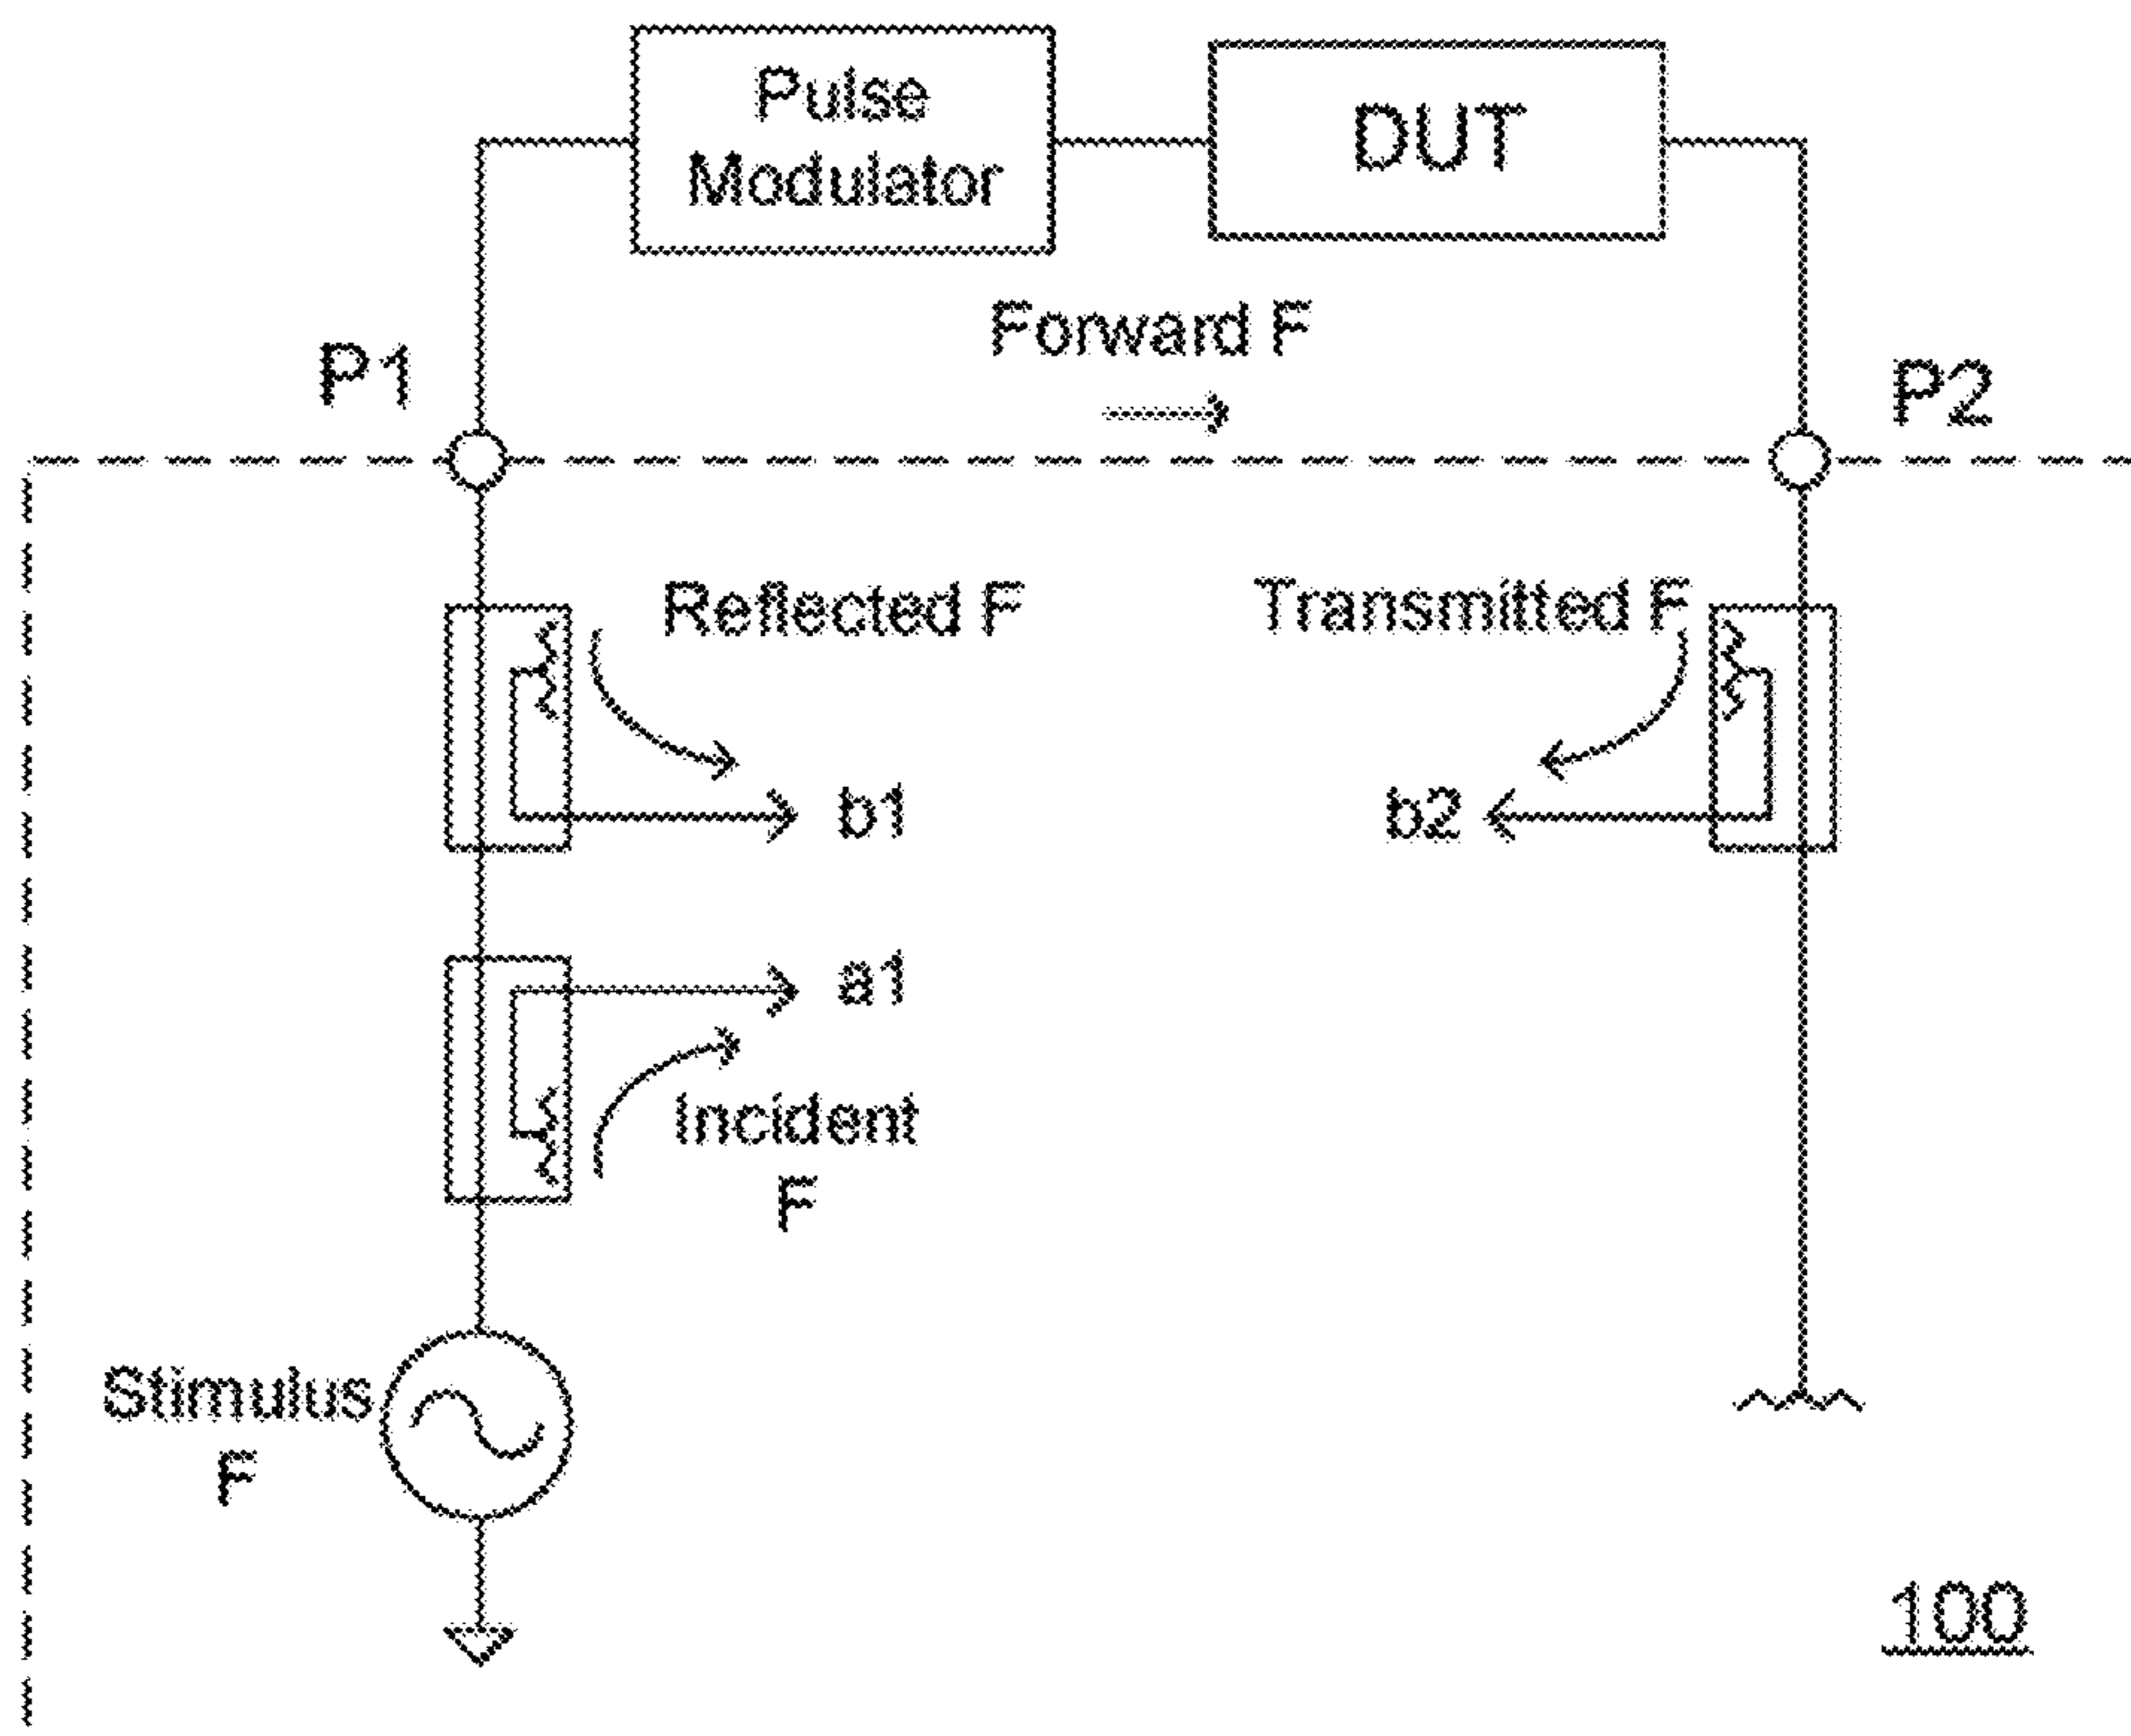 Pulse
Modulator
DUT
Forward F
P1
P2
Reflected F
Transmitted F
b1
b2
a1
Incident
F
Stimulus
F
100